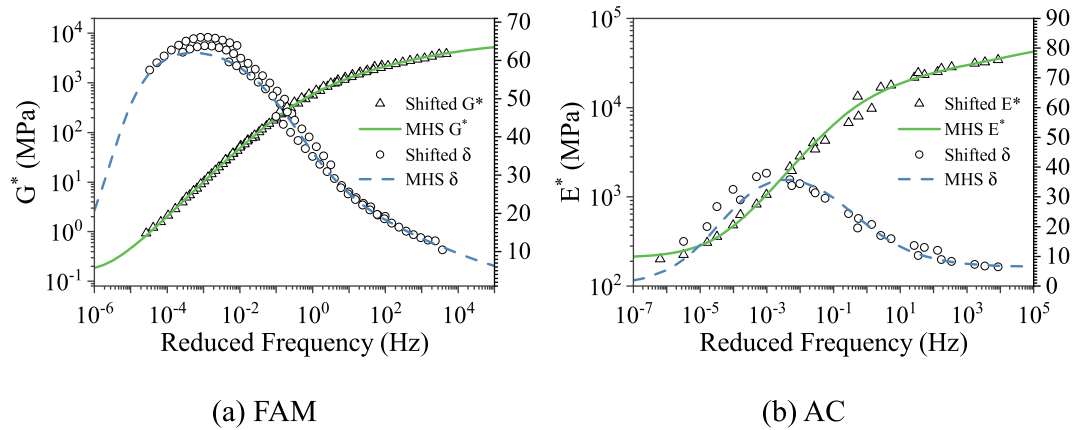 10^4
10^3
10^2
10^1
10^0
10^-1
G* (MPa)
70
60
50
40
30
20
10
Shifted G*
MHS G*
Shifted δ
MHS δ
10^-6
10^-4
10^-2
10^0
10^2
10^4
Reduced Frequency (Hz)
(a) FAM
10^5
10^4
10^3
10^2
E* (MPa)
90
80
70
60
50
40
30
20
10
0
Shifted E*
MHS E*
Shifted δ
MHS δ
10^-7
10^-5
10^-3
10^-1
10^1
10^3
10^5
Reduced Frequency (Hz)
(b) AC